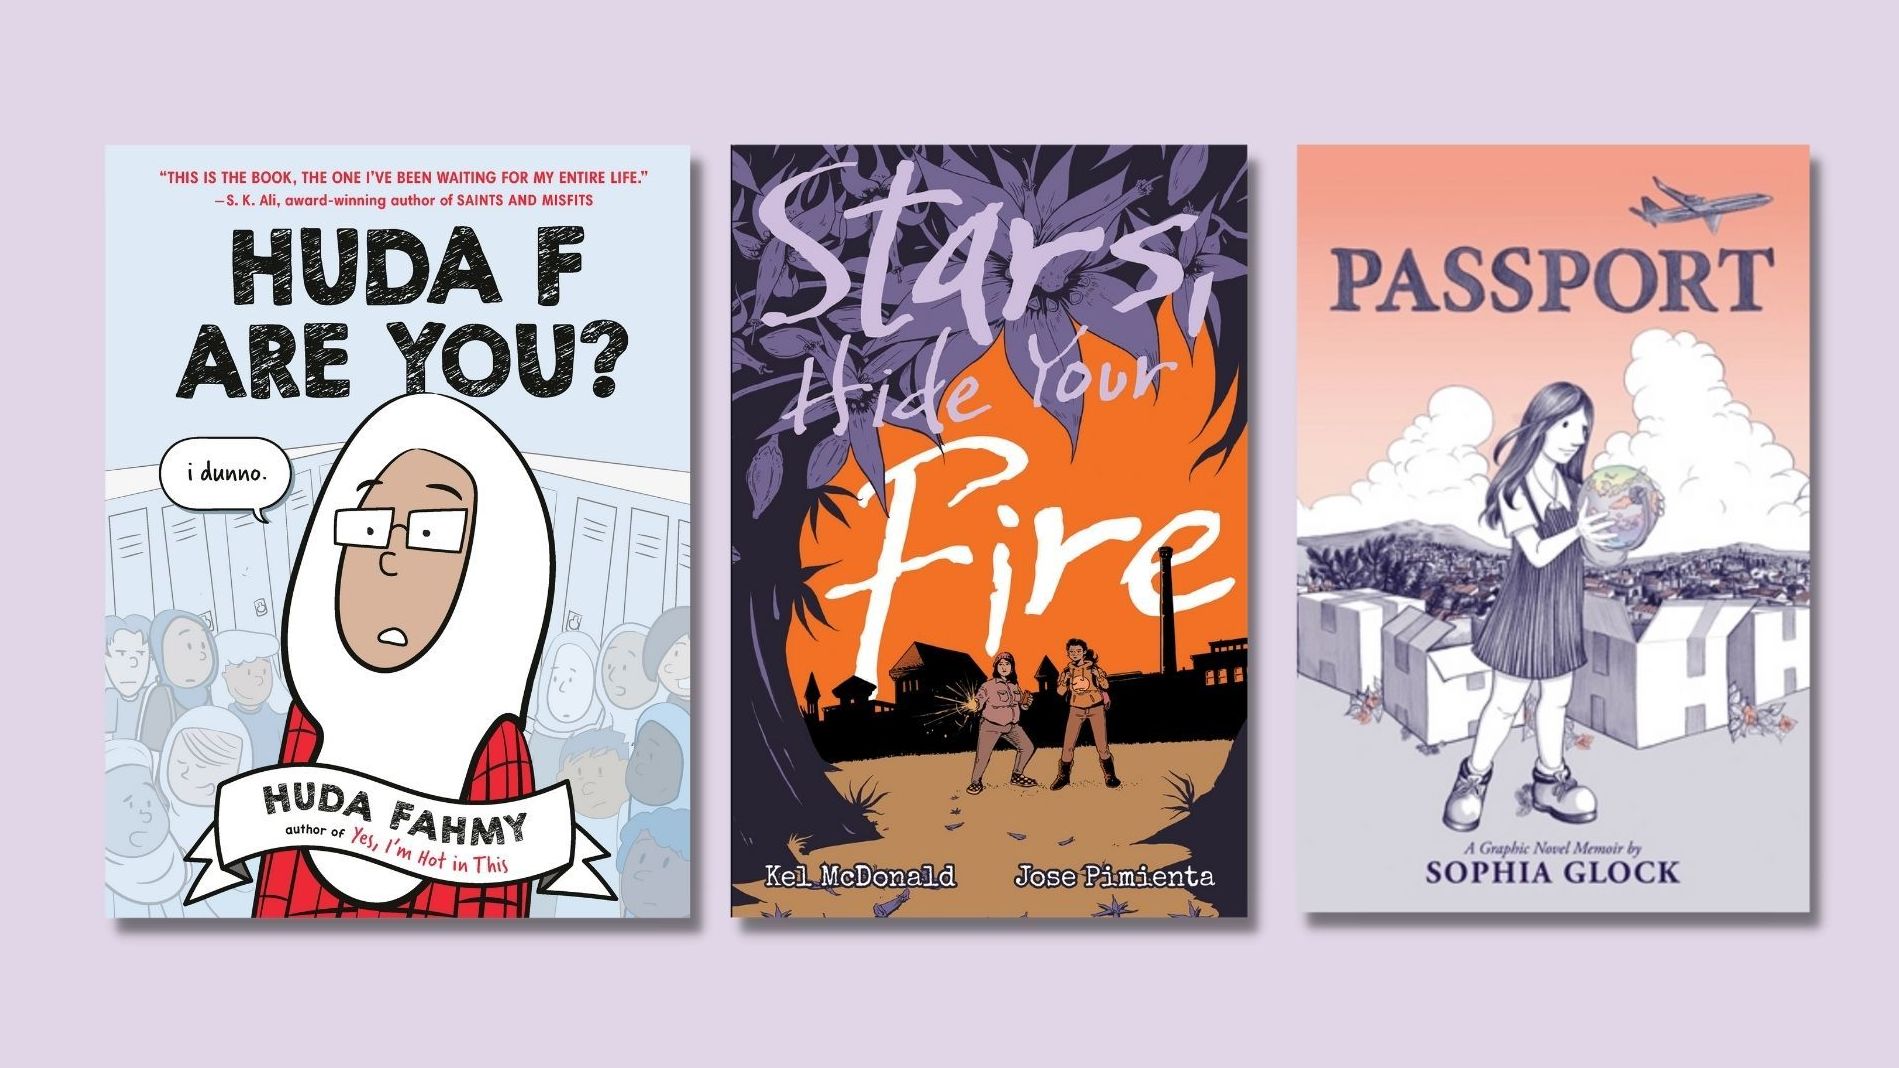 “THIS IS THE BOOK, THE ONE I’VE BEEN WAITING FOR MY ENTIRE LIFE.”
—S. K. Ali, award-winning author of SAINTS AND MISFITS
HUDA F
ARE YOU?
i dunno.
HUDA FAHMY
author of Yes, I’m Hot in This
Stars,
Hide Your
Fire
Kel McDonald
Jose Pimienta
PASSPORT
H
H
H
H
A Graphic Novel Memoir by
SOPHIA GLOCK